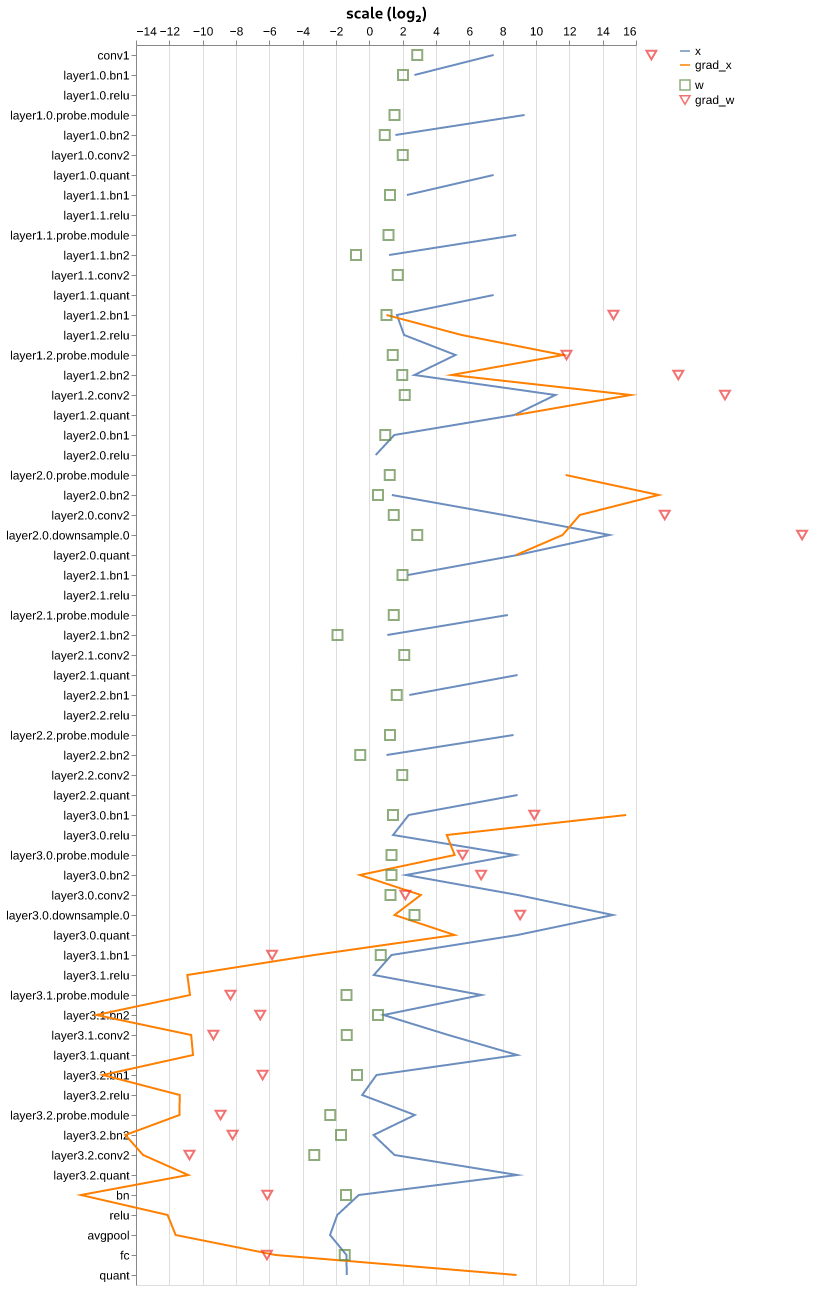 scale (log₂)
−14 −12 −10 −8 −6 −4 −2 0 2 4 6 8 10 12 14 16
x
grad_x
w
grad_w
conv1
layer1.0.bn1
layer1.0.relu
layer1.0.probe.module
layer1.0.bn2
layer1.0.conv2
layer1.0.quant
layer1.1.bn1
layer1.1.relu
layer1.1.probe.module
layer1.1.bn2
layer1.1.conv2
layer1.1.quant
layer1.2.bn1
layer1.2.relu
layer1.2.probe.module
layer1.2.bn2
layer1.2.conv2
layer1.2.quant
layer2.0.bn1
layer2.0.relu
layer2.0.probe.module
layer2.0.bn2
layer2.0.conv2
layer2.0.downsample.0
layer2.0.quant
layer2.1.bn1
layer2.1.relu
layer2.1.probe.module
layer2.1.bn2
layer2.1.conv2
layer2.1.quant
layer2.2.bn1
layer2.2.relu
layer2.2.probe.module
layer2.2.bn2
layer2.2.conv2
layer2.2.quant
layer3.0.bn1
layer3.0.relu
layer3.0.probe.module
layer3.0.bn2
layer3.0.conv2
layer3.0.downsample.0
layer3.0.quant
layer3.1.bn1
layer3.1.relu
layer3.1.probe.module
layer3.1.bn2
layer3.1.conv2
layer3.1.quant
layer3.2.bn1
layer3.2.relu
layer3.2.probe.module
layer3.2.bn2
layer3.2.conv2
layer3.2.quant
bn
relu
avgpool
fc
quant